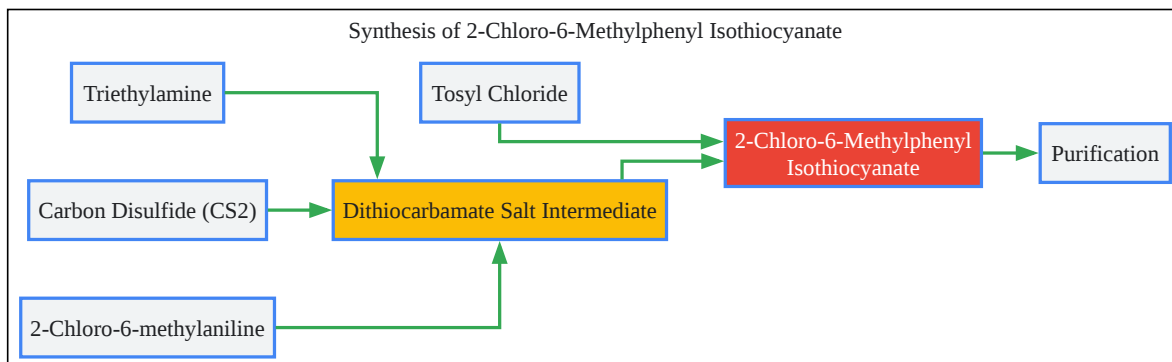 Synthesis of 2-Chloro-6-Methylphenyl Isothiocyanate
Triethylamine
Tosyl Chloride
2-Chloro-6-Methylphenyl
Isothiocyanate
Purification
Carbon Disulfide (CS2)
Dithiocarbamate Salt Intermediate
2-Chloro-6-methylaniline